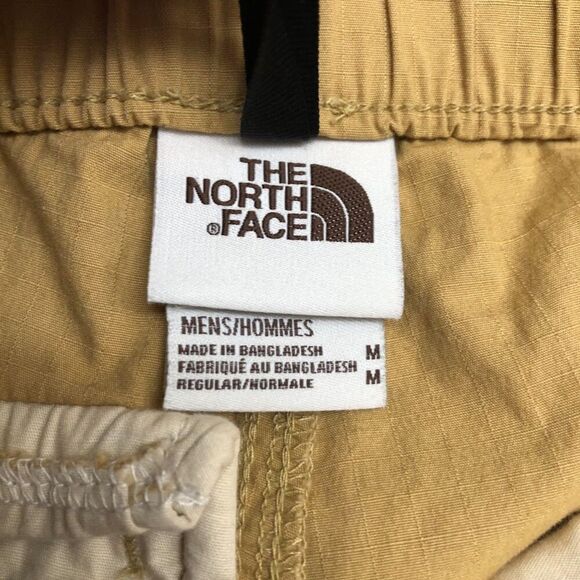 THE
NORTH
®FACE
MENS/HOMMES
MADE IN BANGLADESH M
FABRIQUÉ AU BANGLADESH M
REGULAR/NORMALE